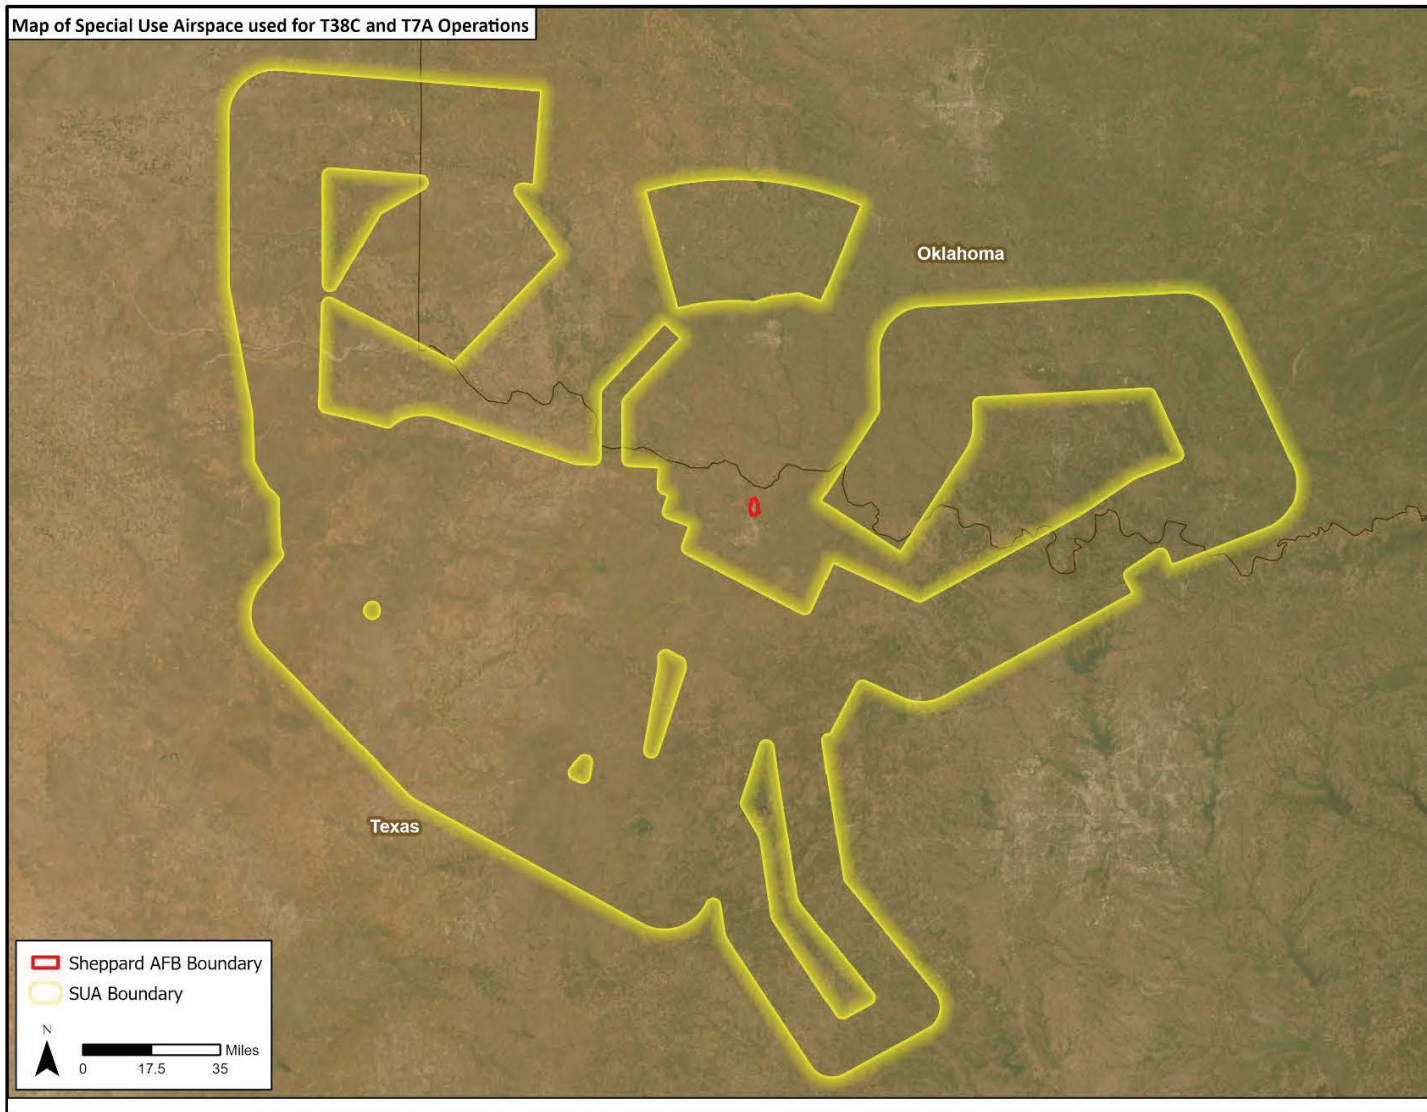 Map of Special Use Airspace used for T38C and T7A Operations
Oklahoma
Texas
Sheppard AFB Boundary
SUA Boundary
N
Miles
0 17.5 35